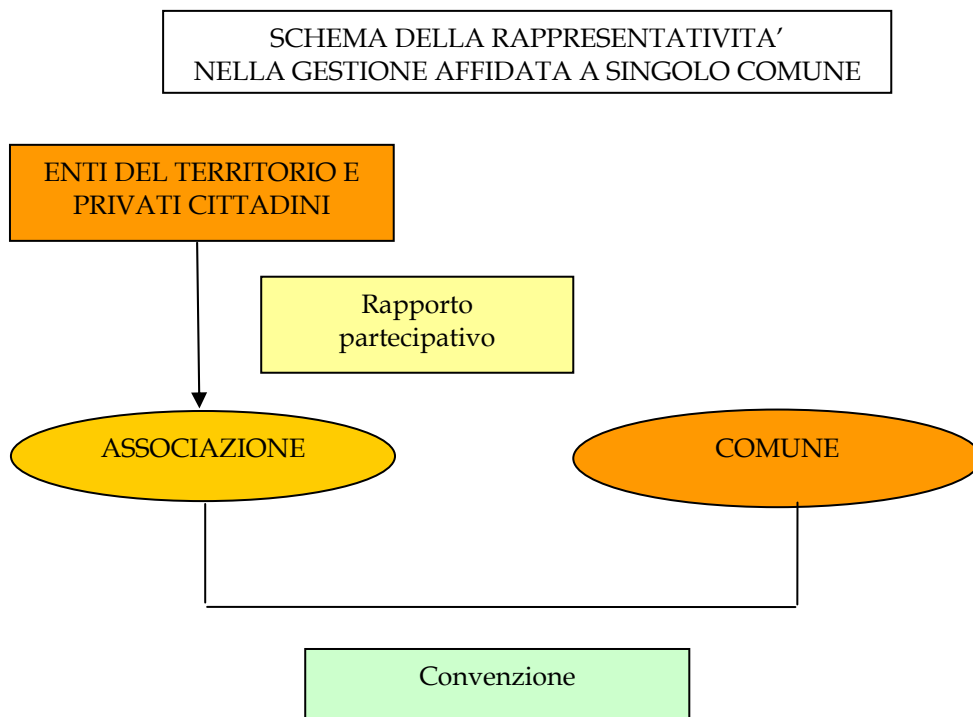 SCHEMA DELLA RAPPRESENTATIVITA’
NELLA GESTIONE AFFIDATA A SINGOLO COMUNE
ENTI DEL TERRITORIO E
PRIVATI CITTADINI
Rapporto
partecipativo
ASSOCIAZIONE
COMUNE
Convenzione